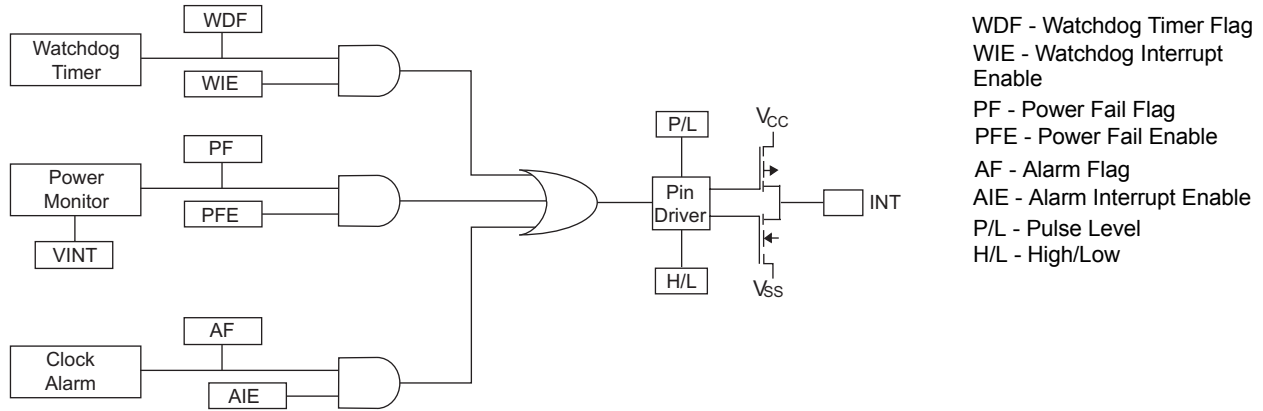 WDF
Watchdog
Timer
WIE
PF
Power
Monitor
PFE
VINT
AF
Clock
Alarm
AIE
P/L
VCC
Pin
Driver
INT
H/L
VSS
WDF - Watchdog Timer Flag
WIE - Watchdog Interrupt
Enable
PF - Power Fail Flag
PFE - Power Fail Enable
AF - Alarm Flag
AIE - Alarm Interrupt Enable
P/L - Pulse Level
H/L - High/Low